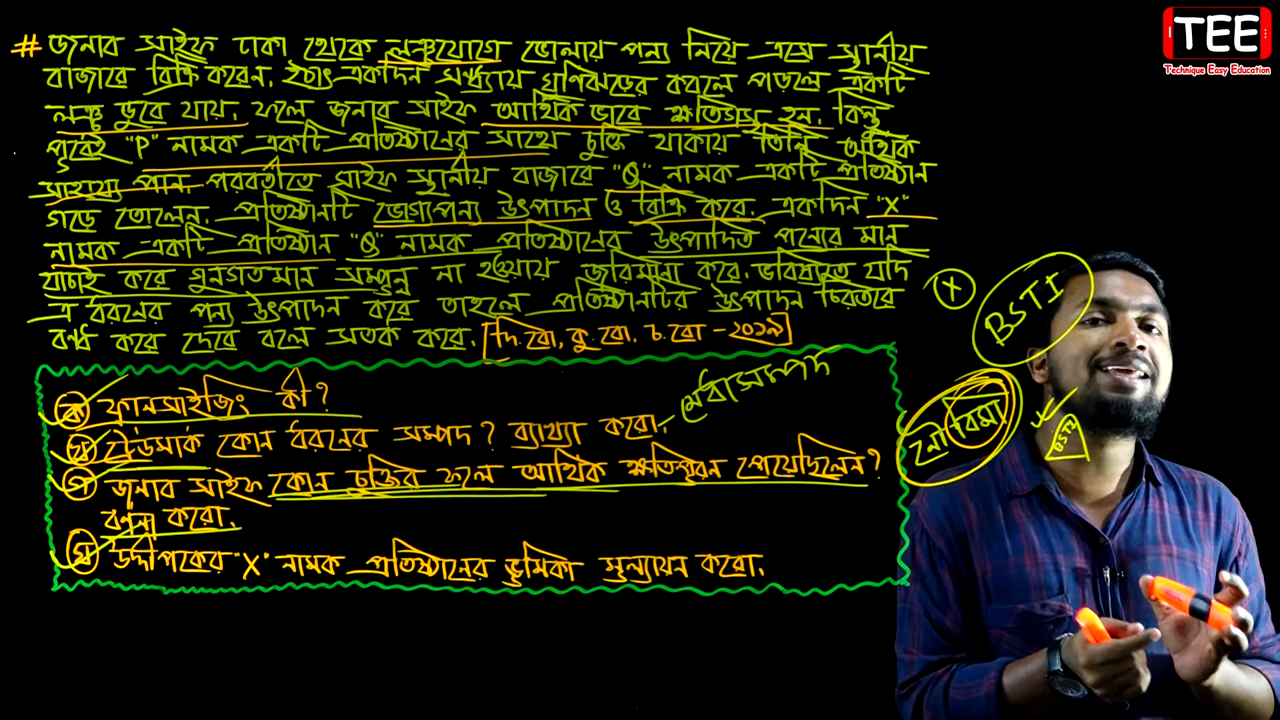 TEE
Technique Easy Education
# জনাব সাইফ ঢাকা থেকে লঞ্চযোগে ভোলায় পন্য নিয়ে এসে স্থানীয়
বাজারে বিক্রি করেন. হঠাৎ একদিন সন্ধ্যায় ঘূর্ণিঝড়ের কবলে পড়লে একটি
লঞ্চ ডুবে যায়. ফলে জনাব সাইফ আর্থিক ভাবে ক্ষতিগ্রস্ত হন. কিন্তু
পূর্বেই "P" নামক একটি প্রতিষ্ঠানের সাথে চুক্তি থাকায় তিনি আর্থিক
সাহায্য পান. পরবর্তীতে সাইফ স্থানীয় বাজারে "Q" নামক একটি প্রতিষ্ঠান
গড়ে তোলেন. প্রতিষ্ঠানটি ভোগ্যপন্য উৎপাদন ও বিক্রি করে. একদিন "X"
নামক একটি প্রতিষ্ঠান "Q" নামক প্রতিষ্ঠানের উৎপাদিত পন্যের মান
যাচাই করে গুনগতমান সম্পন্ন না হওয়ায় জরিমানা করে. ভবিষ্যতে যদি
এ ধরনের পন্য উৎপাদন করে তাহলে প্রতিষ্ঠানটির উৎপাদন চিরতরে
বন্ধ করে দেবে বলে সতর্ক করে. [দি. বো, কু. বো, চ. বো - ২০১৯]
ক ফ্রানসাইজিং কী?
খ ট্রেডমার্ক কোন ধরনের সম্পদ? ব্যাখ্যা করো.
মেধাসম্পদ
গ জনাব সাইফ কোন চুক্তির ফলে আর্থিক ক্ষতিপূরন পেয়েছিলেন?
বর্ণনা করো.
ঘ উদ্দীপকের "X" নামক প্রতিষ্ঠানের ভূমিকা মূল্যায়ন করো.
X
BSTI
নৌ বিমা
BSTI